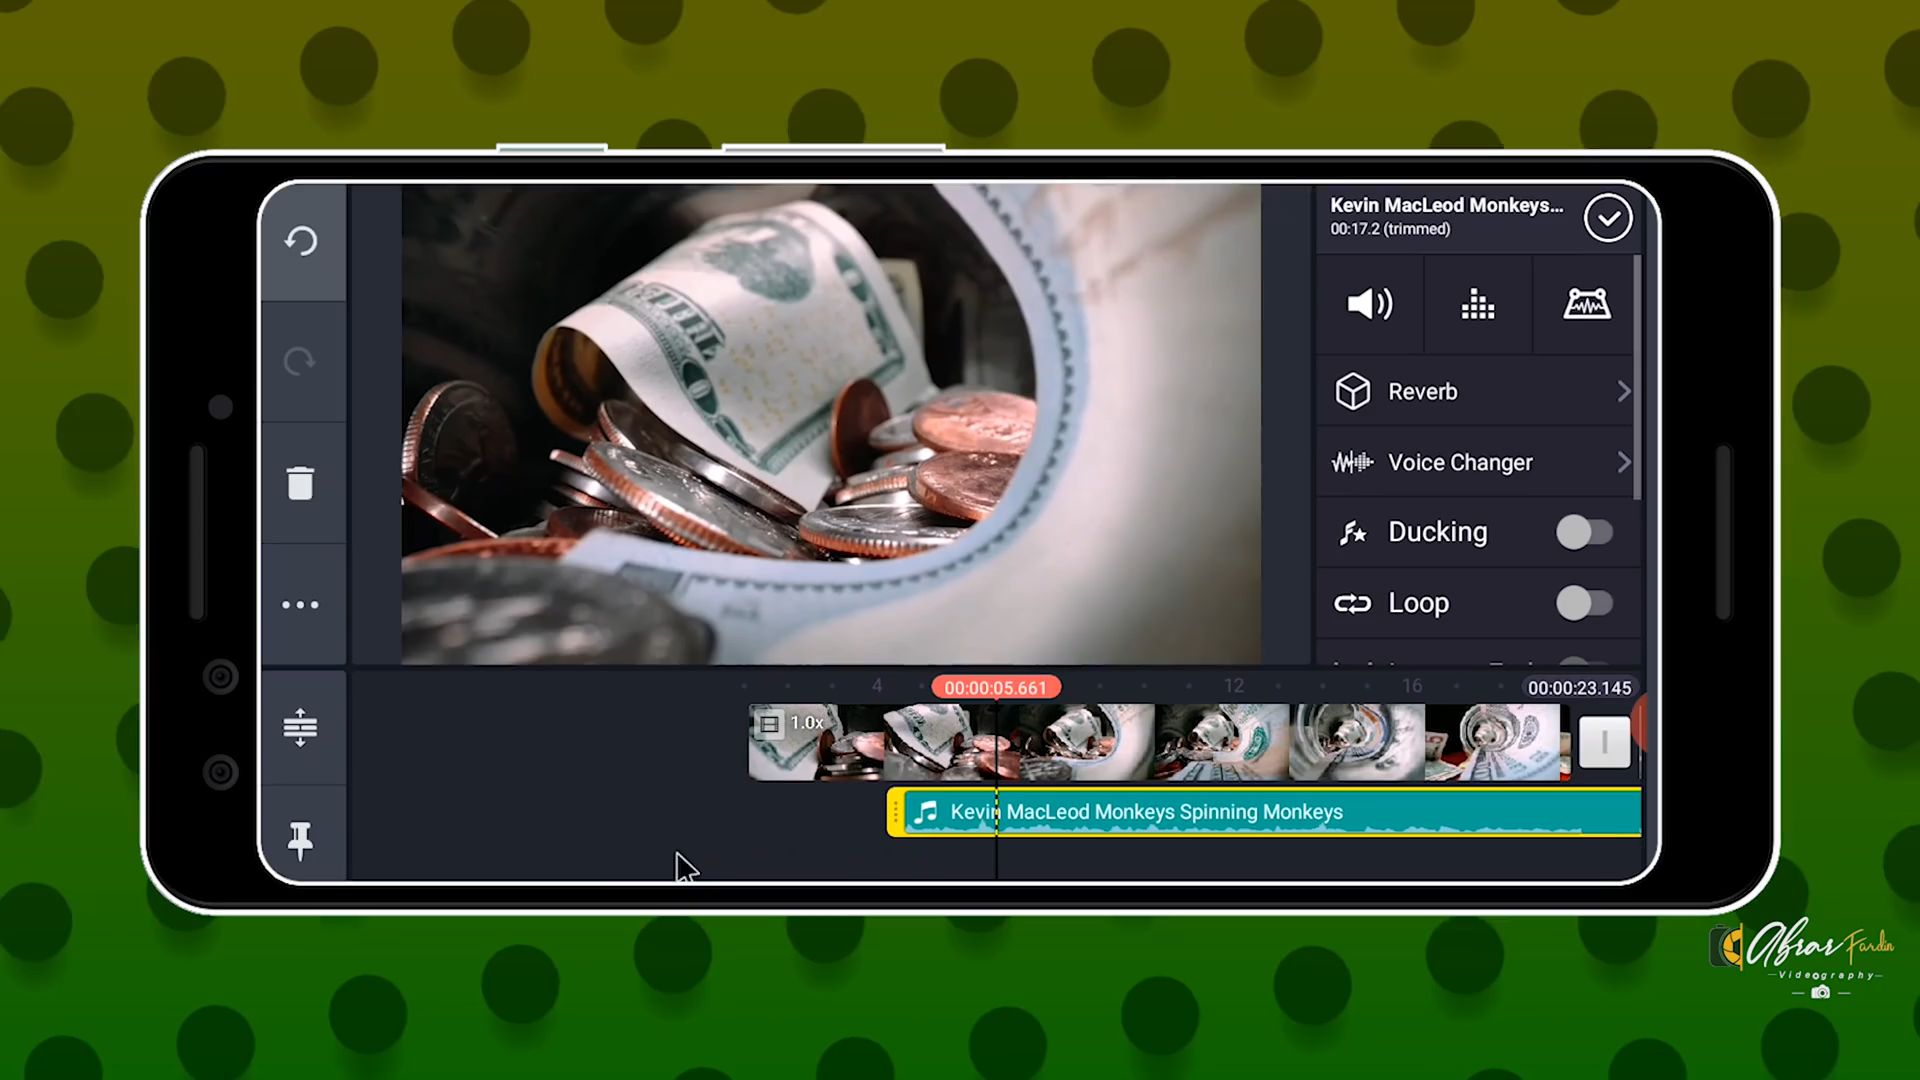 Kevin MacLeod Monkeys...
00:17.2 (trimmed)
Reverb
Voice Changer
Ducking
Loop
4
00:00:05.661
12
16
00:00:23.145
1.0x
Kevin MacLeod Monkeys Spinning Monkeys
Abrar Fardin
Videography